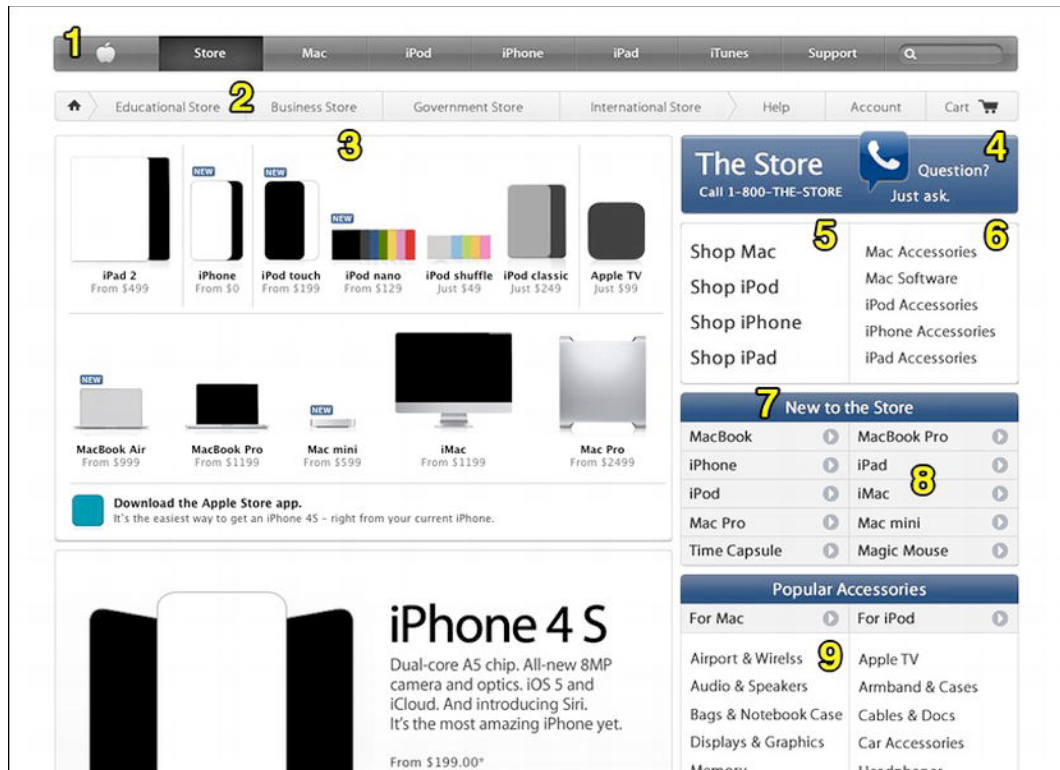 1
Store Mac iPod iPhone iPad iTunes Support
Educational Store 2 Business Store Government Store International Store Help Account Cart
3
NEW NEW
NEW
iPad 2 iPhone iPod touch iPod nano iPod shuffle iPod classic Apple TV
From $499 From $0 From $199 From $129 Just $49 Just $249 Just $99
NEW
NEW
MacBook Air MacBook Pro Mac mini iMac Mac Pro
From $999 From $1199 From $599 From $1199 From $2499
Download the Apple Store app.
It's the easiest way to get an iPhone 4S - right from your current iPhone.
iPhone 4 S
Dual-core A5 chip. All-new 8MP
camera and optics. iOS 5 and
iCloud. And introducing Siri.
It's the most amazing iPhone yet.
From $199.00*
4
The Store
Call 1-800-THE-STORE
Question?
Just ask.
5
Shop Mac
Shop iPod
Shop iPhone
Shop iPad
6
Mac Accessories
Mac Software
iPod Accessories
iPhone Accessories
iPad Accessories
7 New to the Store
MacBook MacBook Pro
iPhone iPad
8
iPod iMac
Mac Pro Mac mini
Time Capsule Magic Mouse
Popular Accessories
For Mac For iPod
9
Airport & Wirelss Apple TV
Audio & Speakers Armband & Cases
Bags & Notebook Case Cables & Docs
Displays & Graphics Car Accessories
Memory Headphones